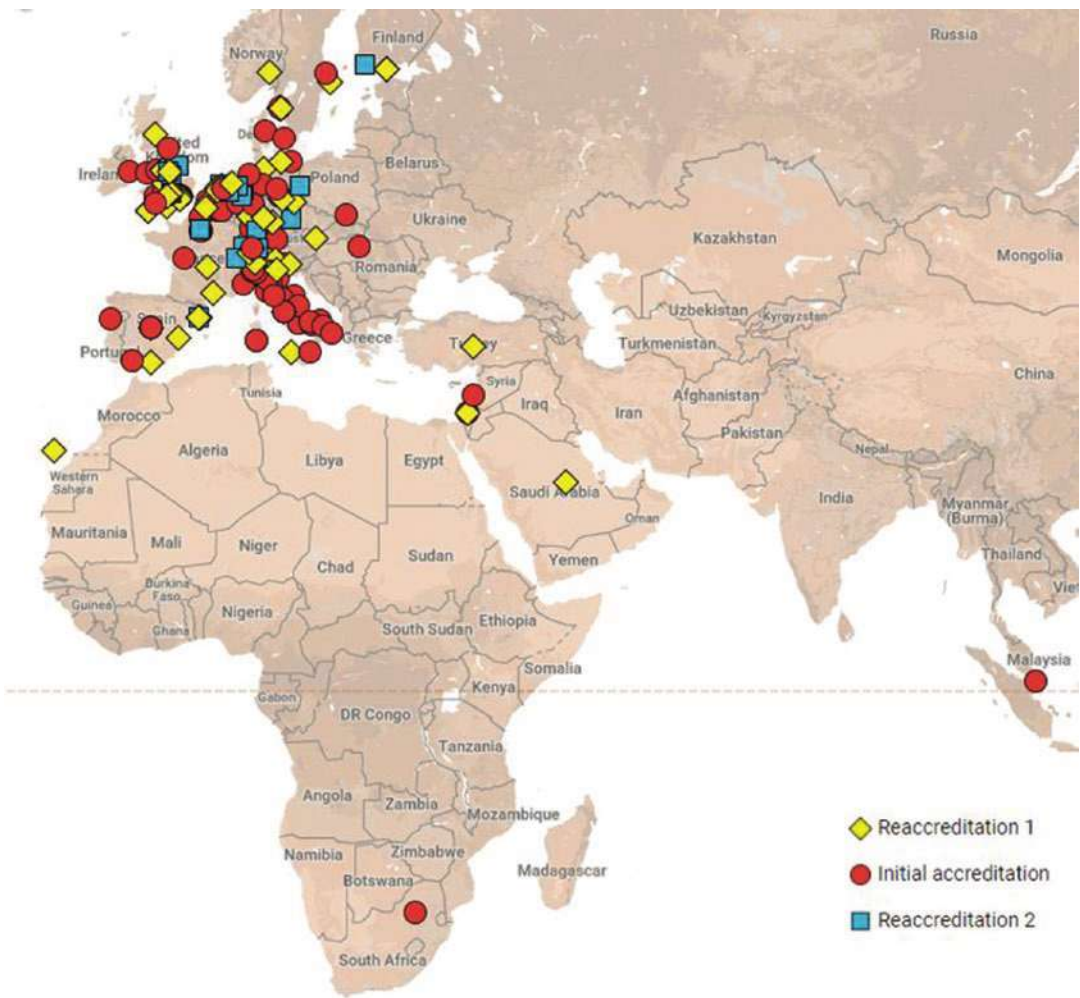 Finland
Norway
Russia
United
Kingdom
Poland
Belarus
Ukraine
Kazakhstan
Mongolia
Romania
Uzbekistan
Kyrgyzstan
Spain
Greece
Turkey
Turkmenistan
Portugal
China
Syria
Afghanistan
Tunisia
Iraq
Iran
Morocco
Pakistan
Algeria
Libya
Egypt
Nepal
Western
Sahara
Saudi Arabia
India
Myanmar
(Burma)
Oman
Mauritania
Mali
Niger
Sudan
Yemen
Thailand
Chad
Burkina
Faso
Guinea
Nigeria
Ethiopia
Ghana
South Sudan
Somalia
Malaysia
Gabon
Kenya
DR Congo
Tanzania
Angola
Zambia
Mozambique
Reaccreditation 1
Namibia
Zimbabwe
Madagascar
Botswana
Initial accreditation
Reaccreditation 2
South Africa